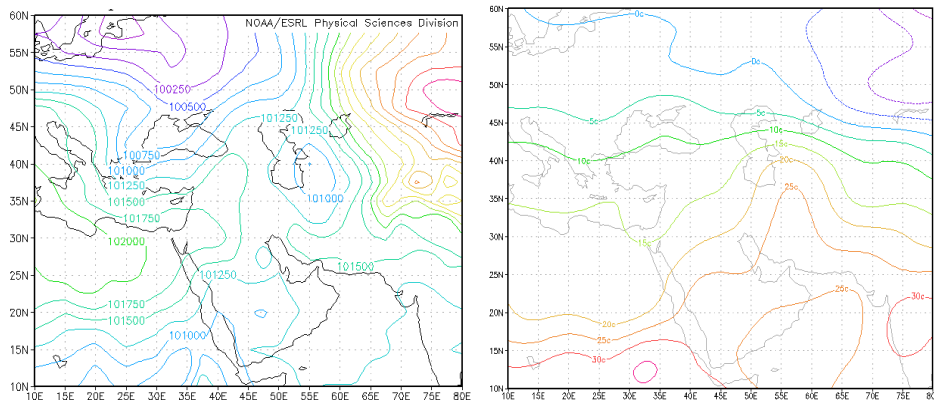 NOAA/ESRL Physical Sciences Division
60N
55N
50N
45N
40N
35N
30N
25N
20N
15N
10N
10E 15E 20E 25E 30E 35E 40E 45E 50E 55E 60E 65E 70E 75E 80E
100250
100500
101250
101250
100750
101000
101250
101500
101750
102000
101000
101250
101500
101750
101500
101000
60N
55N
50N
45N
40N
35N
30N
25N
20N
15N
10N
10E 15E 20E 25E 30E 35E 40E 45E 50E 55E 60E 65E 70E 75E
0c
0c
5c
5c
10c
10c
15c
20c
25c
15c
20c
25c
30c
25c
30c